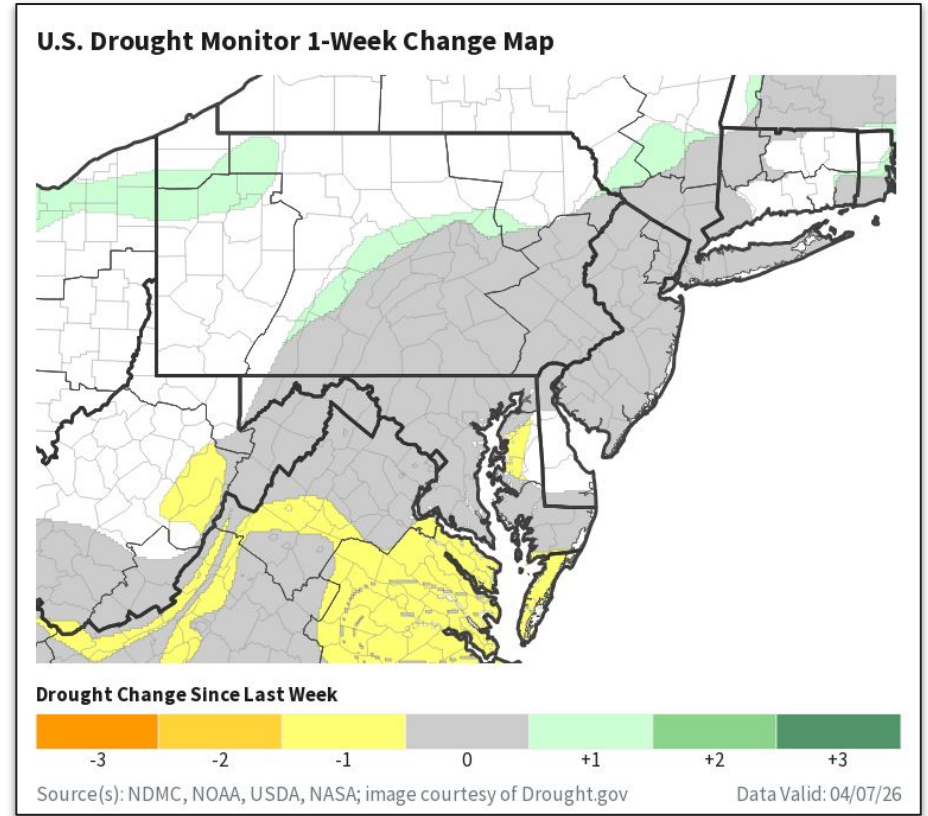 U.S. Drought Monitor 1-Week Change Map
Drought Change Since Last Week
-3 -2 -1 0 +1 +2 +3
Source(s): NDMC, NOAA, USDA, NASA; image courtesy of Drought.gov Data Valid: 04/07/26